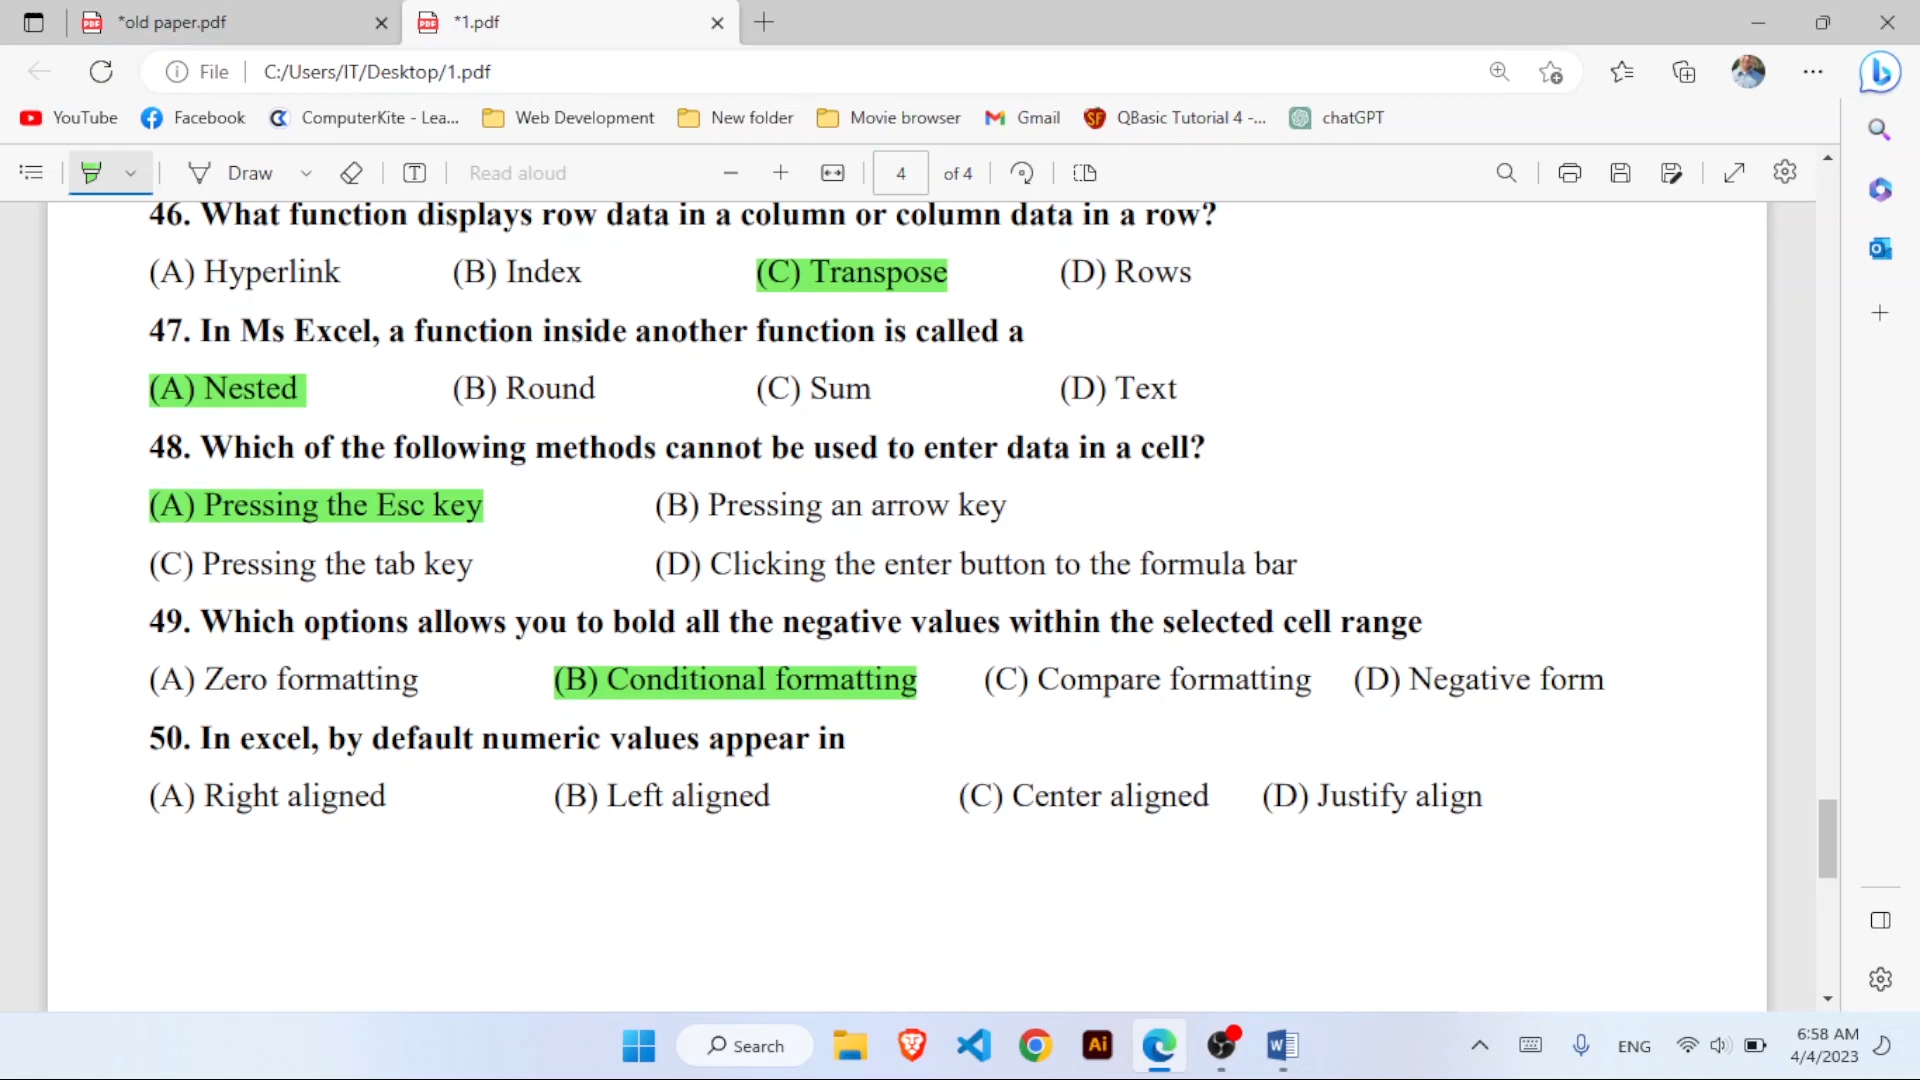 *old paper.pdf
*1.pdf
File
C:/Users/IT/Desktop/1.pdf
YouTube
Facebook
ComputerKite - Lea...
Web Development
New folder
Movie browser
Gmail
QBasic Tutorial 4 -...
chatGPT
Draw
Read aloud
4
of 4
46. What function displays row data in a column or column data in a row?
(A) Hyperlink (B) Index (C) Transpose (D) Rows
47. In Ms Excel, a function inside another function is called a
(A) Nested (B) Round (C) Sum (D) Text
48. Which of the following methods cannot be used to enter data in a cell?
(A) Pressing the Esc key (B) Pressing an arrow key
(C) Pressing the tab key (D) Clicking the enter button to the formula bar
49. Which options allows you to bold all the negative values within the selected cell range
(A) Zero formatting (B) Conditional formatting (C) Compare formatting (D) Negative form
50. In excel, by default numeric values appear in
(A) Right aligned (B) Left aligned (C) Center aligned (D) Justify align
Search
Ai
W
ENG
6:58 AM
4/4/2023